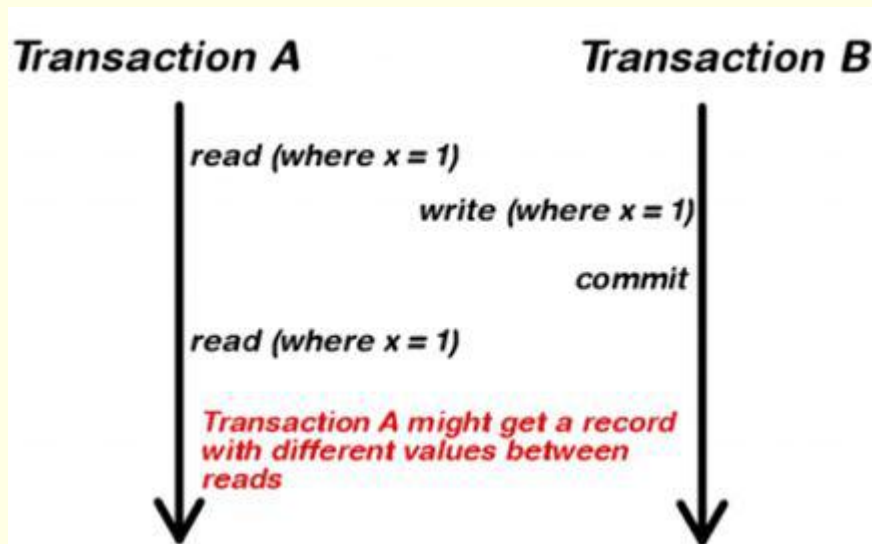 Transaction A
Transaction B
read (where x = 1)
write (where x = 1)
commit
read (where x = 1)
Transaction A might get a record
with different values between
reads